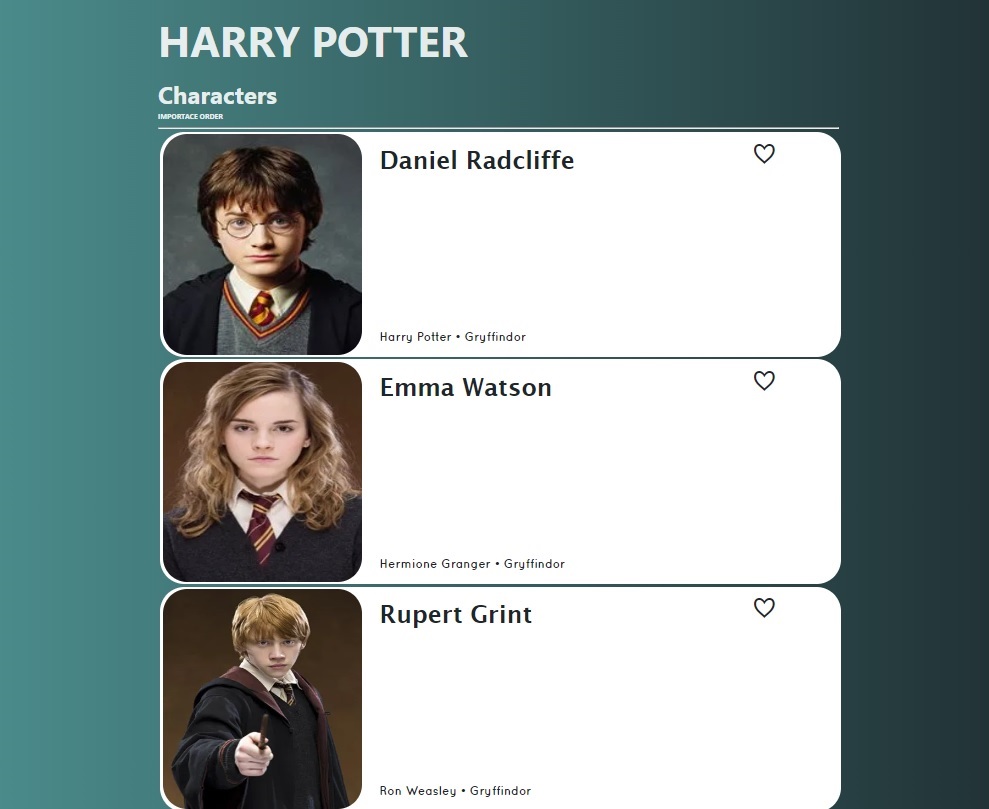 HARRY POTTER
Characters
IMPORTACE ORDER
Daniel Radcliffe
Harry Potter • Gryffindor
Emma Watson
Hermione Granger • Gryffindor
Rupert Grint
Ron Weasley • Gryffindor